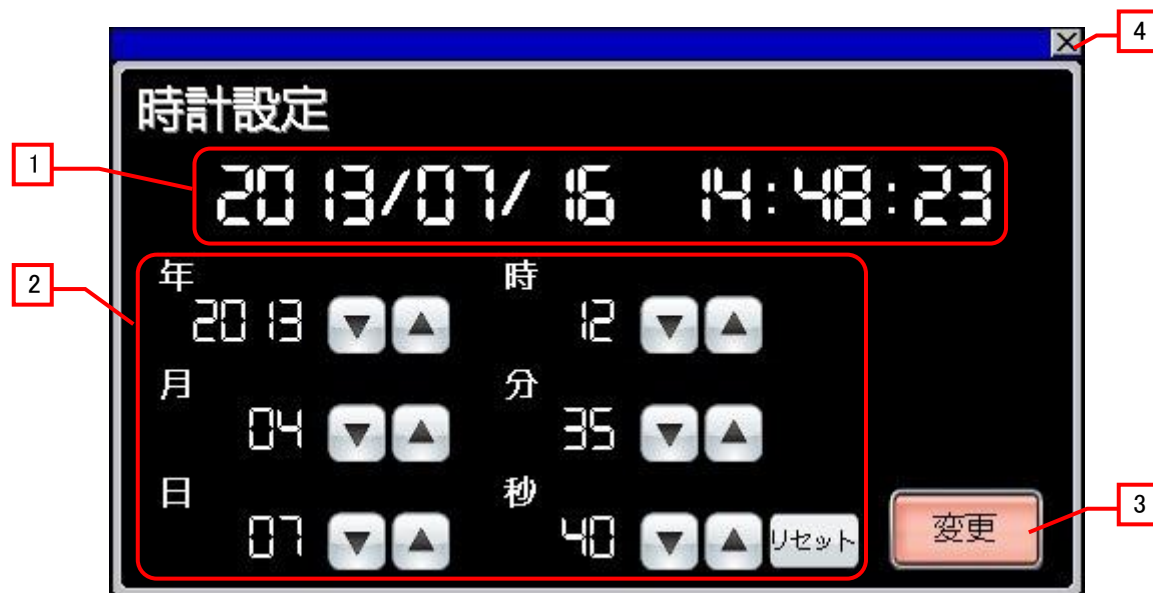 4
時計設定
1
2013/07/16 14:48:23
2
年 時
2013 ▼ ▲ 12 ▼ ▲
月 分
04 ▼ ▲ 35 ▼ ▲
日 秒
07 ▼ ▲ 40 ▼ ▲ リセット
変更
3